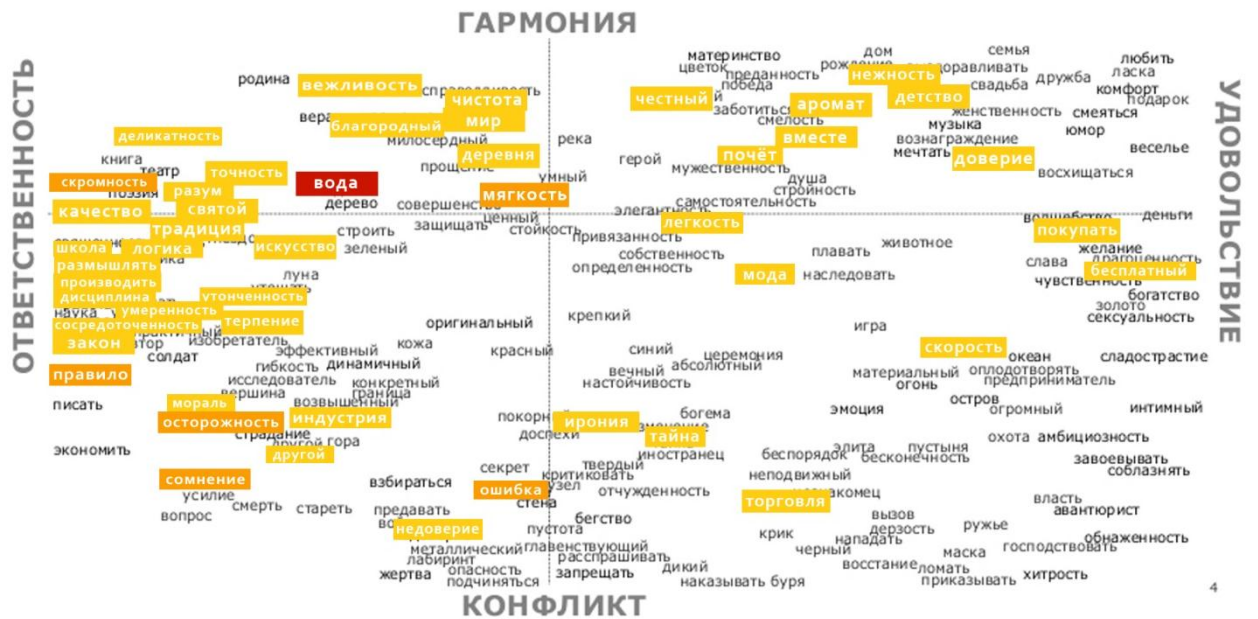 ГАРМОНИЯ
ОТВЕТСТВЕННОСТЬ
УДОВОЛЬСТВИЕ
материнство
дом
семья
любить
цветок
преданность
ласка
родина
вежливость
победа
нежность
свадьба
дружба
комфорт
чистота
честный
аромат
детство
подарок
мир
женственность
смеяться
смелость
благородный
музыка
юмор
деликатность
милосердный
река
вместе
вознаграждение
веселье
деревня
почёт
мечтать
доверие
книга
герой
театр
точность
прощение
мужественность
восхищаться
скромность
разум
вода
умный
душа
поэзия
мягкость
стройность
качество
святой
дерево
самостоятельность
элегантность
ценный
деньги
волшебство
традиция
строить
защищать
стойкость
легкость
покупать
привязанность
животное
школа
логика
искусство
зеленый
собственность
плавать
желание
размышлять
определенность
слава
драгоценность
мода
наследовать
бесплатный
луна
производить
чувственность
дисциплина
утонченность
богатство
умеренность
золото
наука
крепкий
сексуальность
сосредоточенность
терпение
оригинальный
игра
закон
изобретатель
кожа
солдат
эффективный
красный
синий
церемония
скорость
океан
сладострастие
гибкость
динамичный
вечный
абсолютный
оплодотворять
правило
исследователь
конкретный
настойчивость
материальный
огонь
предприниматель
вершина
граница
возвышенный
остров
писать
мораль
эмоция
огромный
интимный
осторожность
индустрия
ирония
богема
тайна
страдание
доспехи
охота
амбициозность
экономить
другой
гора
иностранец
беспорядок
элита
пустыня
бесконечность
завоевывать
секрет
твердый
соблазнять
сомнение
взбираться
критиковать
неподвижный
ошибка
узел
отчужденность
усилие
стена
торговля
власть
смерть
стареть
предавать
авантюрист
вопрос
бегство
вызов
недоверие
пустота
крик
дерзость
ружье
обнаженность
нападать
металлический
главенствующий
черный
маска
господствовать
лабиринт
расспрашивать
восстание
жертва
опасность
запрещать
дикий
ломать
хитрость
подчиняться
наказывать
буря
приказывать
4
КОНФЛИКТ